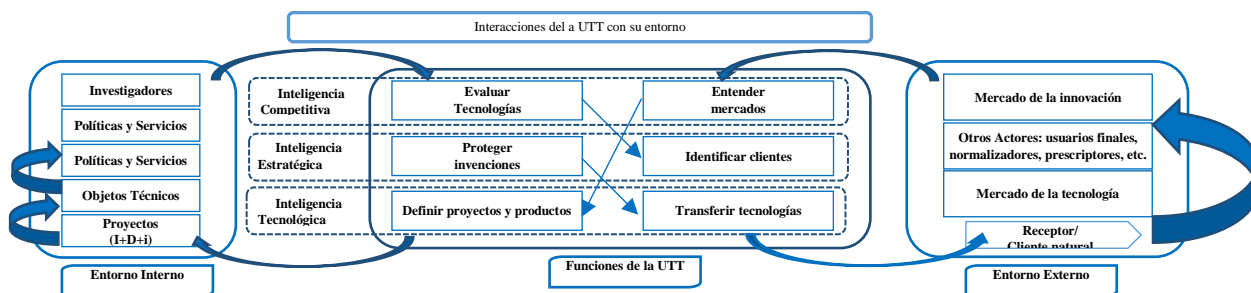 Interacciones del a UTT con su entorno
Investigadores
Políticas y Servicios
Políticas y Servicios
Objetos Técnicos
Proyectos
(I+D+i)
Entorno Interno
Inteligencia
Competitiva
Evaluar
Tecnologías
Entender
mercados
Inteligencia
Estratégica
Proteger
invenciones
Identificar clientes
Inteligencia
Tecnológica
Definir proyectos y productos
Transferir tecnologías
Funciones de la UTT
Mercado de la innovación
Otros Actores: usuarios finales,
normalizadores, prescriptores, etc.
Mercado de la tecnología
Receptor/
Cliente natural
Entorno Externo